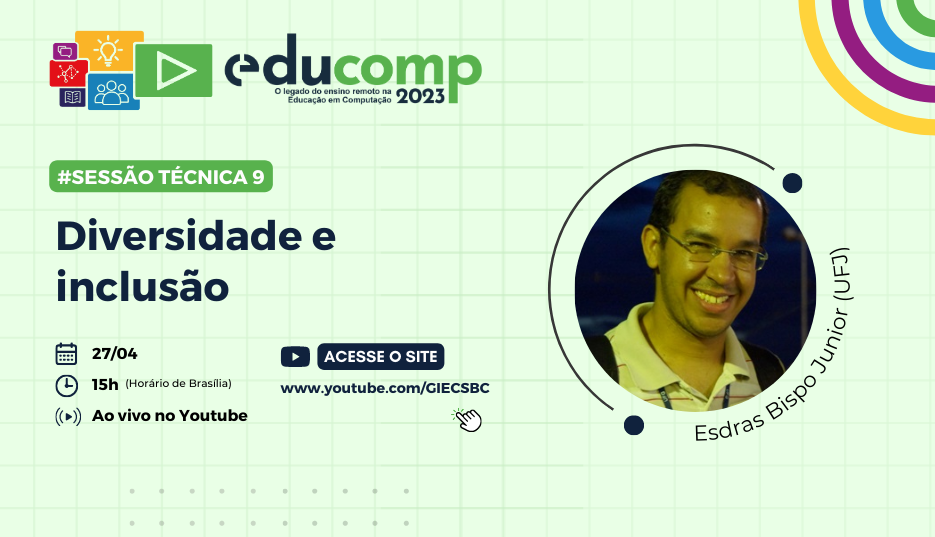 educomp
O legado do ensino remoto na
Educação em Computação 2023
#SESSÃO TÉCNICA 9
Diversidade e
inclusão
27/04
15h (Horário de Brasília)
Ao vivo no Youtube
ACESSE O SITE
www.youtube.com/GIECSBC
Esdras Bispo Junior (UFJ)